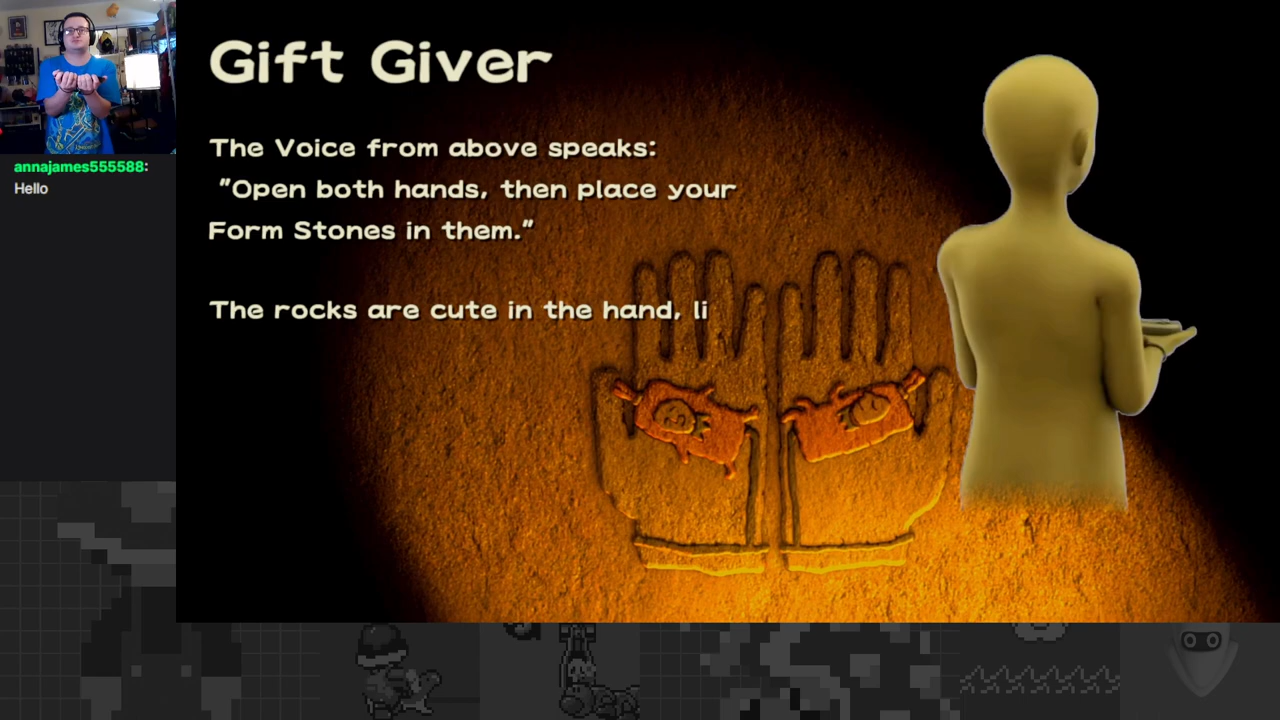 Gift Giver
The Voice from above speaks:
"Open both hands, then place your
Form Stones in them."
The rocks are cute in the hand, li
annajames555588:
Hello